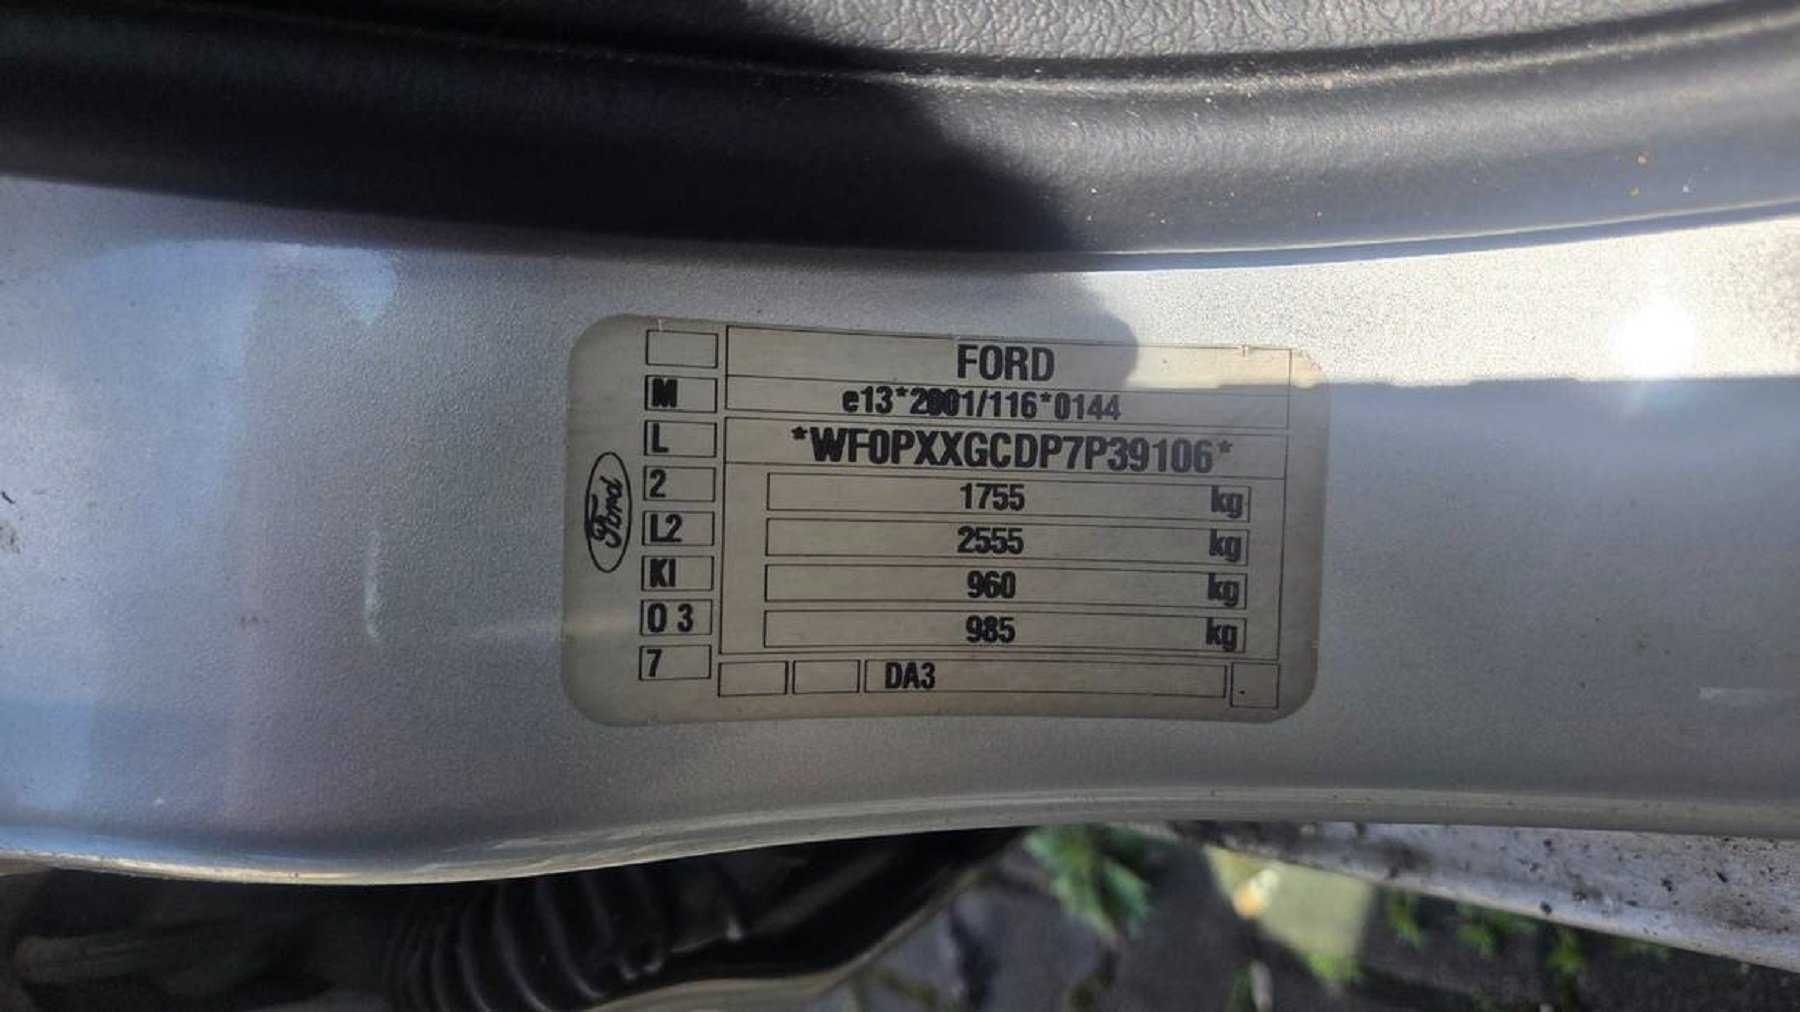 FORD
M e13*2001/116*0144
L *WF0PXXGCDP7P39106*
2 1755 kg
L2 2555 kg
KI 960 kg
0 3 985 kg
7 DA3
Ford